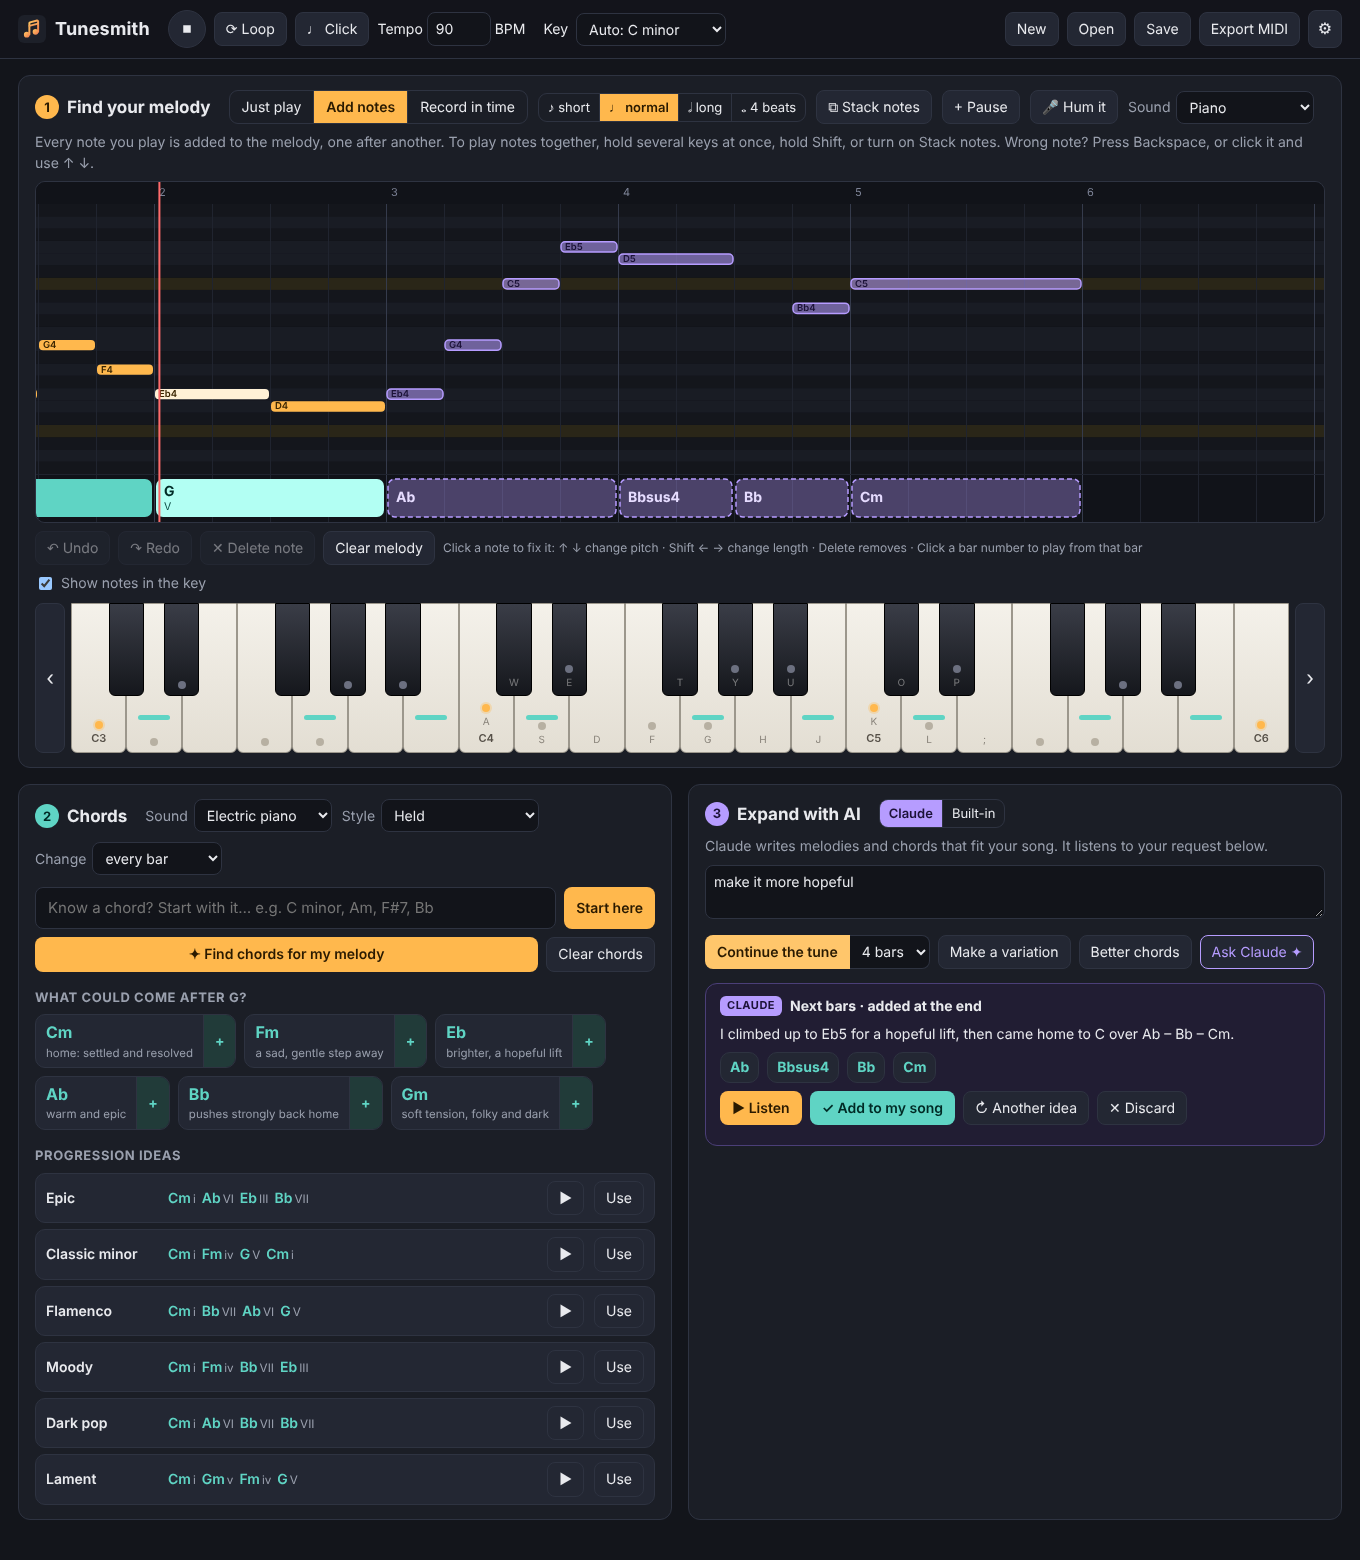 Tunesmith ■ ⟳ Loop ♩ Click Tempo 90 BPM Key Auto: C minor New Open Save Export MIDI ⚙
1 Find your melody Just play Add notes Record in time ♪ short ♩ normal 𝅗𝅥 long 𝅝 4 beats ⧉ Stack notes + Pause 🎤 Hum it Sound Piano
Every note you play is added to the melody, one after another. To play notes together, hold several keys at once, hold Shift, or turn on Stack notes. Wrong note? Press Backspace, or click it and
use ↑ ↓.
2 3 4 5 6
Eb5
D5
C5 C5
Bb4
G4 G4
F4
Eb4 Eb4
D4
G
V
Ab Bbsus4 Bb Cm
↶ Undo ↷ Redo ✕ Delete note Clear melody Click a note to fix it: ↑ ↓ change pitch · Shift ← → change length · Delete removes · Click a bar number to play from that bar
Show notes in the key
‹ W E T Y U O P ›
A K
C3 C4 S D F G H J C5 L ; C6
2 Chords Sound Electric piano Style Held
Change every bar
Know a chord? Start with it... e.g. C minor, Am, F#7, Bb Start here
✦ Find chords for my melody Clear chords
WHAT COULD COME AFTER G?
Cm
home: settled and resolved
+
Fm
a sad, gentle step away
+
Eb
brighter, a hopeful lift
+
Ab
warm and epic
+
Bb
pushes strongly back home
+
Gm
soft tension, folky and dark
+
PROGRESSION IDEAS
Epic Cm i Ab VI Eb III Bb VII ▶ Use
Classic minor Cm i Fm iv G V Cm i ▶ Use
Flamenco Cm i Bb VII Ab VI G V ▶ Use
Moody Cm i Fm iv Bb VII Eb III ▶ Use
Dark pop Cm i Ab VI Bb VII Bb VII ▶ Use
Lament Cm i Gm v Fm iv G V ▶ Use
3 Expand with AI Claude Built-in
Claude writes melodies and chords that fit your song. It listens to your request below.
make it more hopeful
Continue the tune 4 bars Make a variation Better chords Ask Claude ✦
CLAUDE Next bars · added at the end
I climbed up to Eb5 for a hopeful lift, then came home to C over Ab – Bb – Cm.
Ab Bbsus4 Bb Cm
▶ Listen ✓ Add to my song ↻ Another idea ✕ Discard